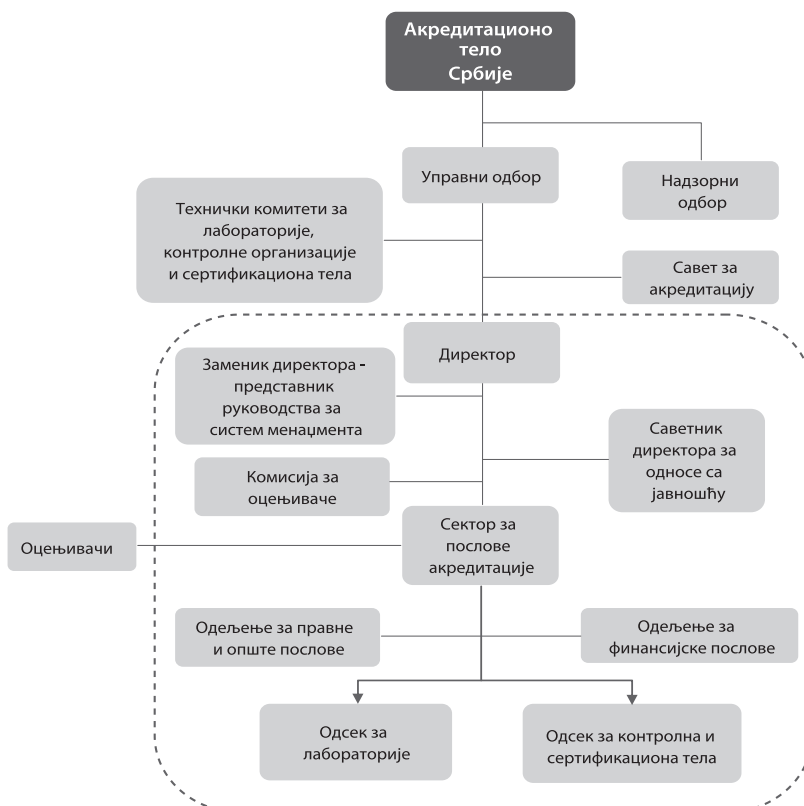 Акредитационо
тело
Србије
Управни одбор
Надзорни
одбор
Технички комитети за
лабораторије,
контролне организације
и сертификациона тела
Савет за
акредитацију
Директор
Заменик директора -
представник
руководства за
систем менаџмента
Саветник
директора за
односе са
јавношћу
Комисија за
оцењиваче
Сектор за
послове
акредитације
Оцењивачи
Одељење за правне
и опште послове
Одељење за
финансијске послове
Одсек за
лабораторије
Одсек за контролна и
сертификациона тела